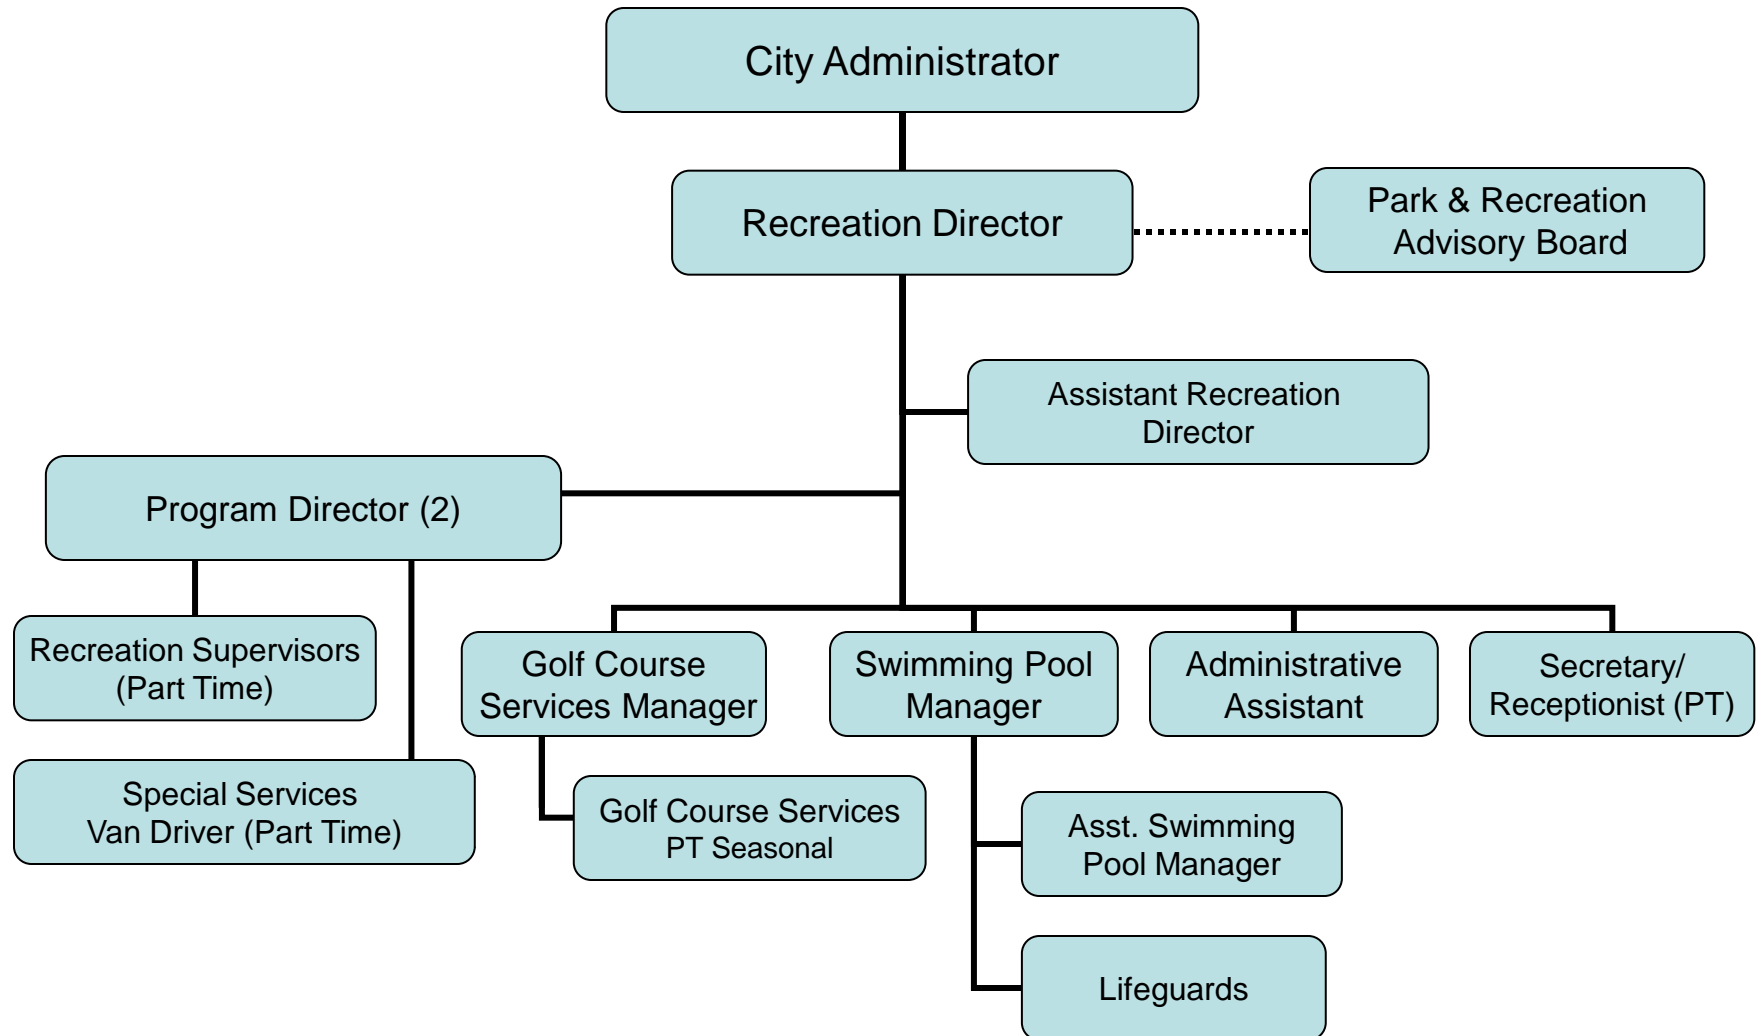 City Administrator
Recreation Director
Park & Recreation
Advisory Board
Assistant Recreation
Director
Program Director (2)
Recreation Supervisors
(Part Time)
Golf Course
Services Manager
Swimming Pool
Manager
Administrative
Assistant
Secretary/
Receptionist (PT)
Special Services
Van Driver (Part Time)
Golf Course Services
PT Seasonal
Asst. Swimming
Pool Manager
Lifeguards